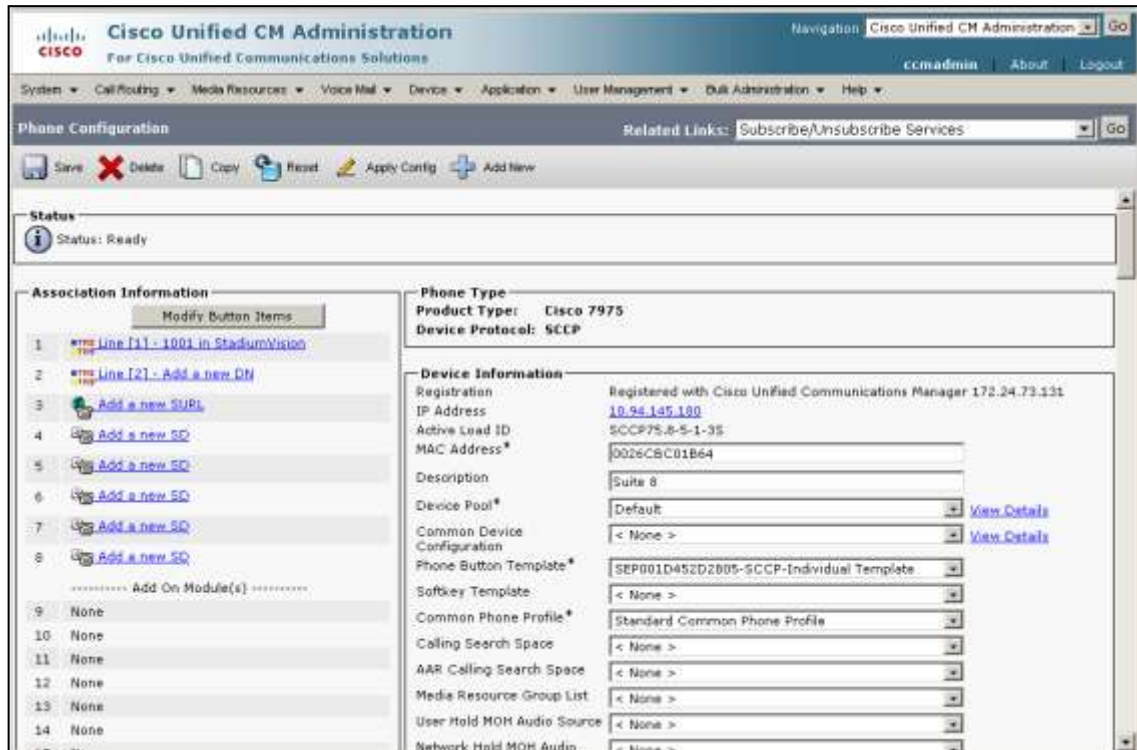 Cisco Unified CM Administration
For Cisco Unified Communications Solutions
CISCO
Navigation Cisco Unified CM Administration Go
ccmadmin About Logout
System Call Routing Media Resources Voice Mail Device Application User Management Bulk Administration Help
Phone Configuration
Related Links: Subscribe/Unsubscribe Services Go
Save Delete Copy Reset Apply Config Add New
Status
Status: Ready
Association Information
Modify Button Items
1 Line [1] - 1001 in StadiumVision
2 Line [2] - Add a new DN
3 Add a new SURL
4 Add a new SD
5 Add a new SD
6 Add a new SD
7 Add a new SD
8 Add a new SD
---------- Add On Module(s) ----------
9 None
10 None
11 None
12 None
13 None
14 None
Phone Type
Product Type: Cisco 7975
Device Protocol: SCCP
Device Information
Registration Registered with Cisco Unified Communications Manager 172.24.73.131
IP Address 10.94.145.180
Active Load ID SCCP75.8-5-1-3S
MAC Address* 0026CBC01B64
Description Suite 8
Device Pool* Default View Details
Common Device Configuration < None > View Details
Phone Button Template* SEP001D452D2805-SCCP-Individual Template
Softkey Template < None >
Common Phone Profile* Standard Common Phone Profile
Calling Search Space < None >
AAR Calling Search Space < None >
Media Resource Group List < None >
User Hold MOH Audio Source < None >
Network Hold MOH Audio < None >